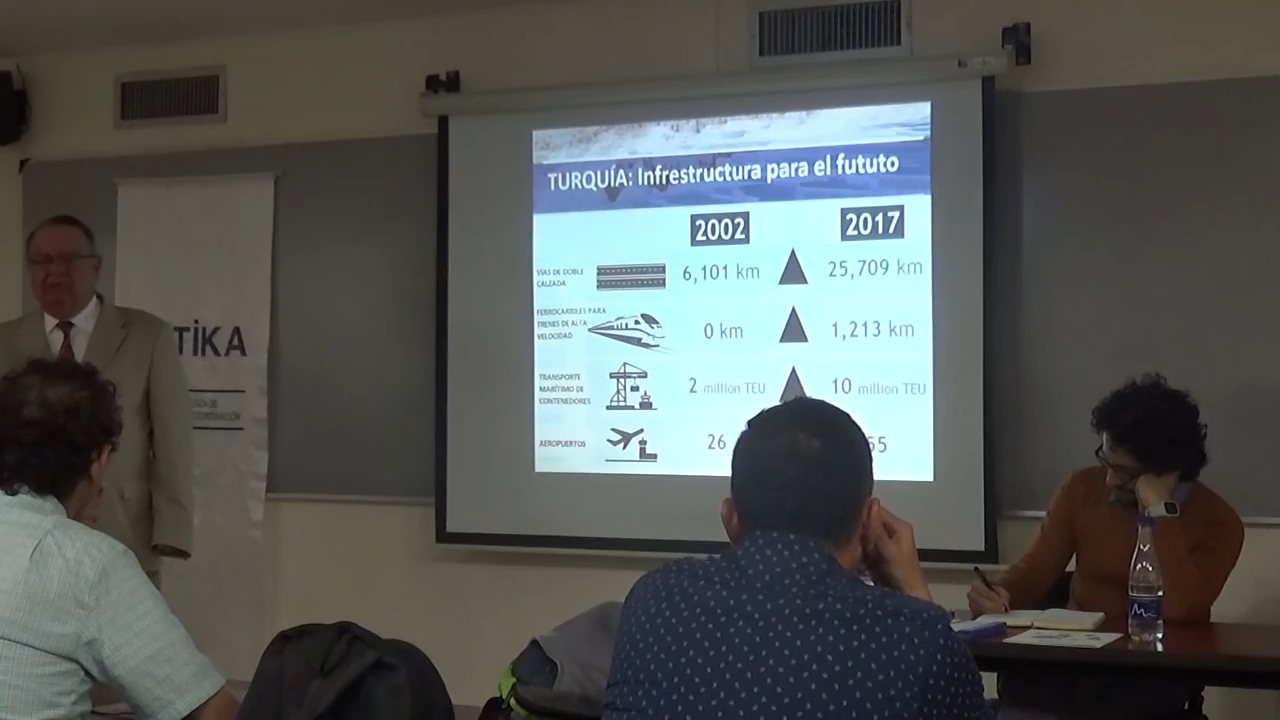 TURQUÍA: Infrestructura para el fututo
2002
2017
VÍAS DE DOBLE
CALZADA
6,101 km
25,709 km
FERROCARRILES PARA
TRENES DE ALTA
VELOCIDAD
0 km
1,213 km
TRANSPORTE
MARÍTIMO DE
CONTENEDORES
2 million TEU
10 million TEU
AEROPUERTOS
26
55
TİKA